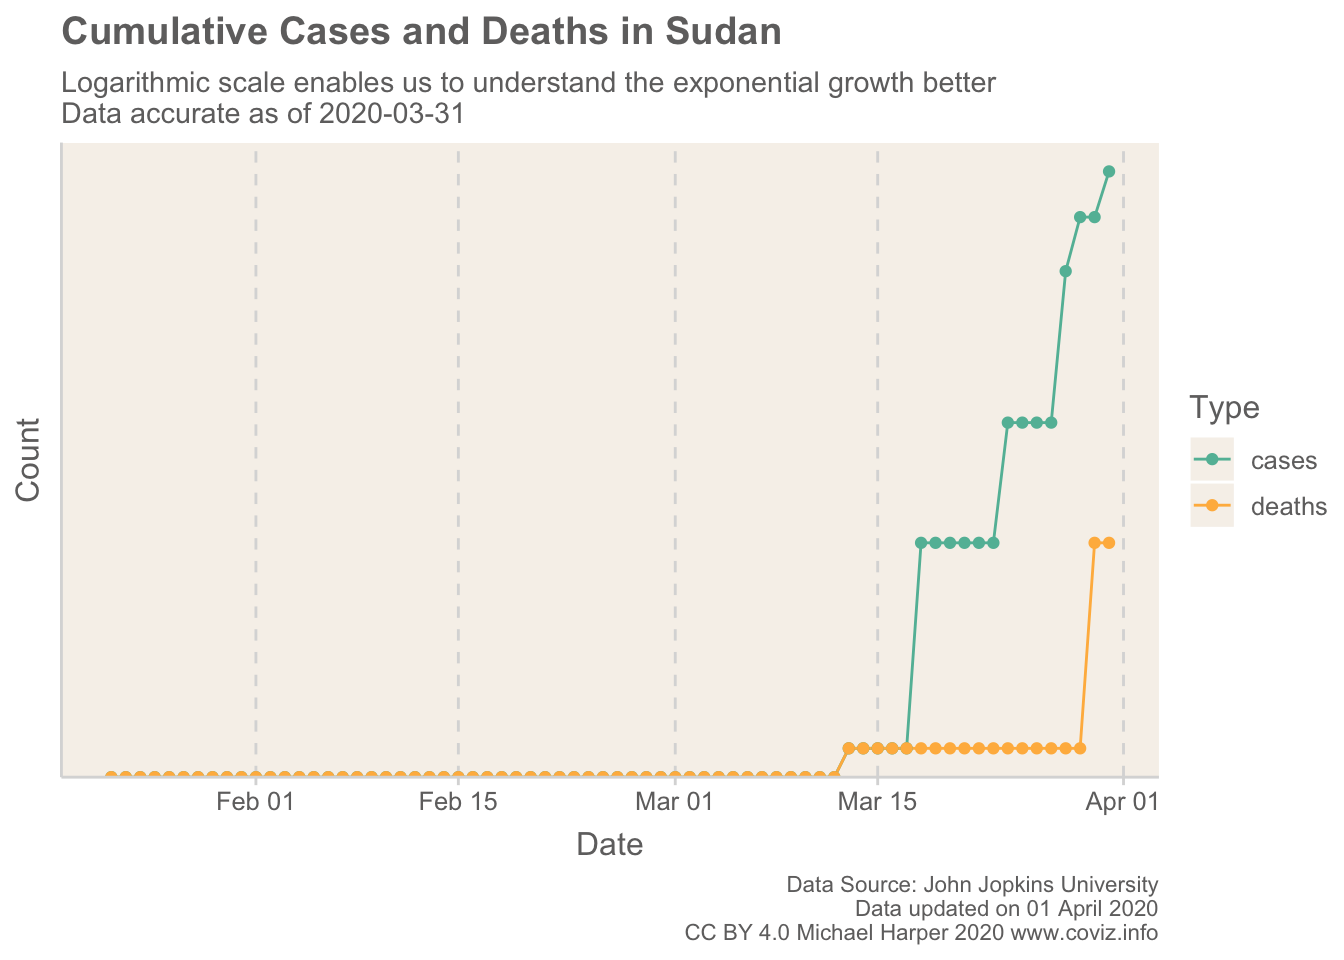 Cumulative Cases and Deaths in Sudan
Logarithmic scale enables us to understand the exponential growth better
Data accurate as of 2020-03-31
Count
Type
cases
deaths
Feb 01
Feb 15
Mar 01
Mar 15
Apr 01
Date
Data Source: John Jopkins University
Data updated on 01 April 2020
CC BY 4.0 Michael Harper 2020 www.coviz.info